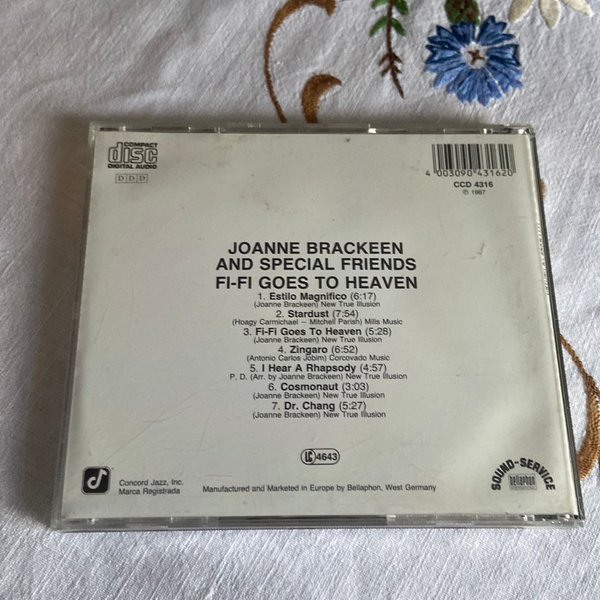 COMPACT
disc
DIGITAL AUDIO
DDD
4 003090 431620
CCD 4316
℗ 1987
JOANNE BRACKEEN
AND SPECIAL FRIENDS
FI-FI GOES TO HEAVEN
1. Estilo Magnifico (6:17)
(Joanne Brackeen) New True Illusion
2. Stardust (7:54)
(Hoagy Carmichael – Mitchell Parish) Mills Music
3. Fi-Fi Goes To Heaven (5:28)
(Joanne Brackeen) New True Illusion
4. Zingaro (6:52)
(Antonio Carlos Jobim) Corcovado Music
5. I Hear A Rhapsody (4:57)
P. D. (Arr. by Joanne Brackeen) New True Illusion
6. Cosmonaut (3:03)
(Joanne Brackeen) New True Illusion
7. Dr. Chang (5:27)
(Joanne Brackeen) New True Illusion
LC 4643
Concord Jazz, Inc.
Marca Registrada
Manufactured and Marketed in Europe by Bellaphon, West Germany
SOUND-SERVICE
bellaphon